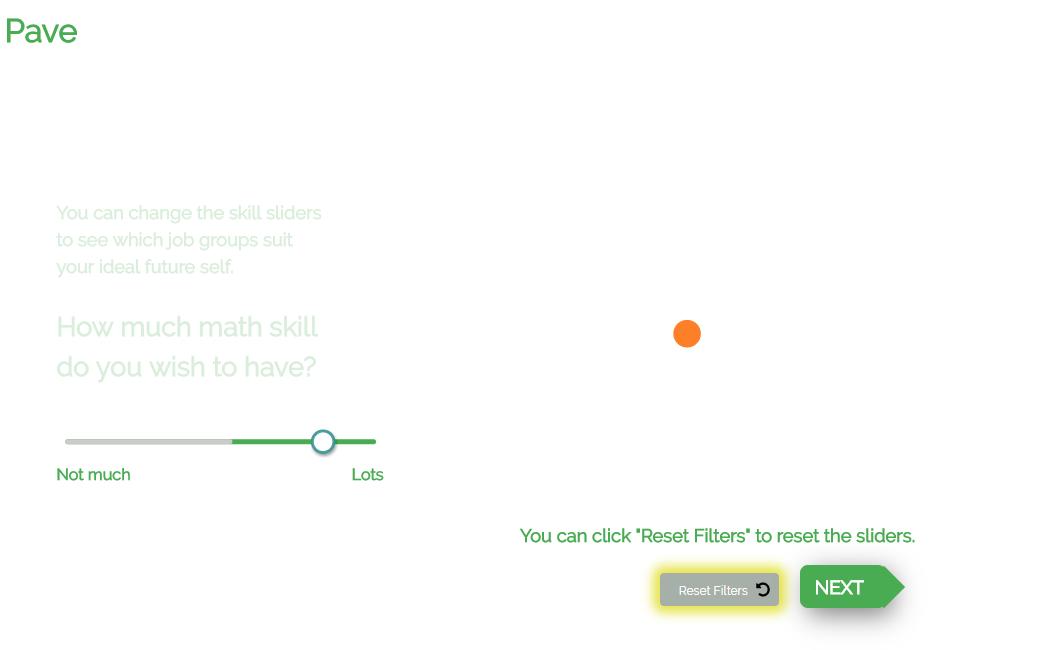 Pave
You can change the skill sliders
to see which job groups suit
your ideal future self.
How much math skill
do you wish to have?
Not much
Lots
You can click "Reset Filters" to reset the sliders.
Reset Filters
NEXT